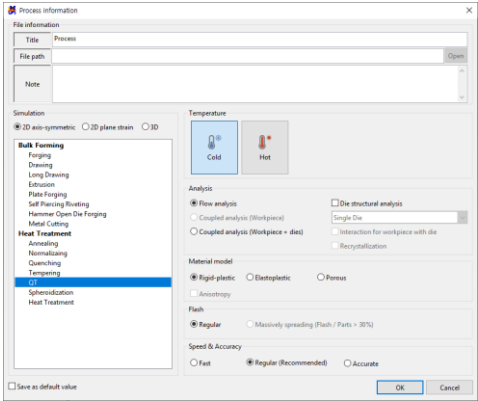 Process Information
File information
Title Process
File path Open
Note
Simulation
2D axis-symmetric 2D plane strain 3D
Bulk Forming
Forging
Drawing
Long Drawing
Extrusion
Plate Forging
Self Piercing Riveting
Hammer Open Die Forging
Metal Cutting
Heat Treatment
Annealing
Normalizaing
Quenching
Tempering
QT
Spheroidization
Heat Treatment
Temperature
Cold Hot
Analysis
Flow analysis Die structural analysis
Coupled analysis (Workpiece) Single Die
Coupled analysis (Workpiece + dies) Interaction for workpiece with die
Recrystallization
Material model
Rigid-plastic Elastoplastic Porous
Anisotropy
Flash
Regular Massively spreading (Flash / Parts > 30%)
Speed & Accuracy
Fast Regular (Recommended) Accurate
Save as default value OK Cancel